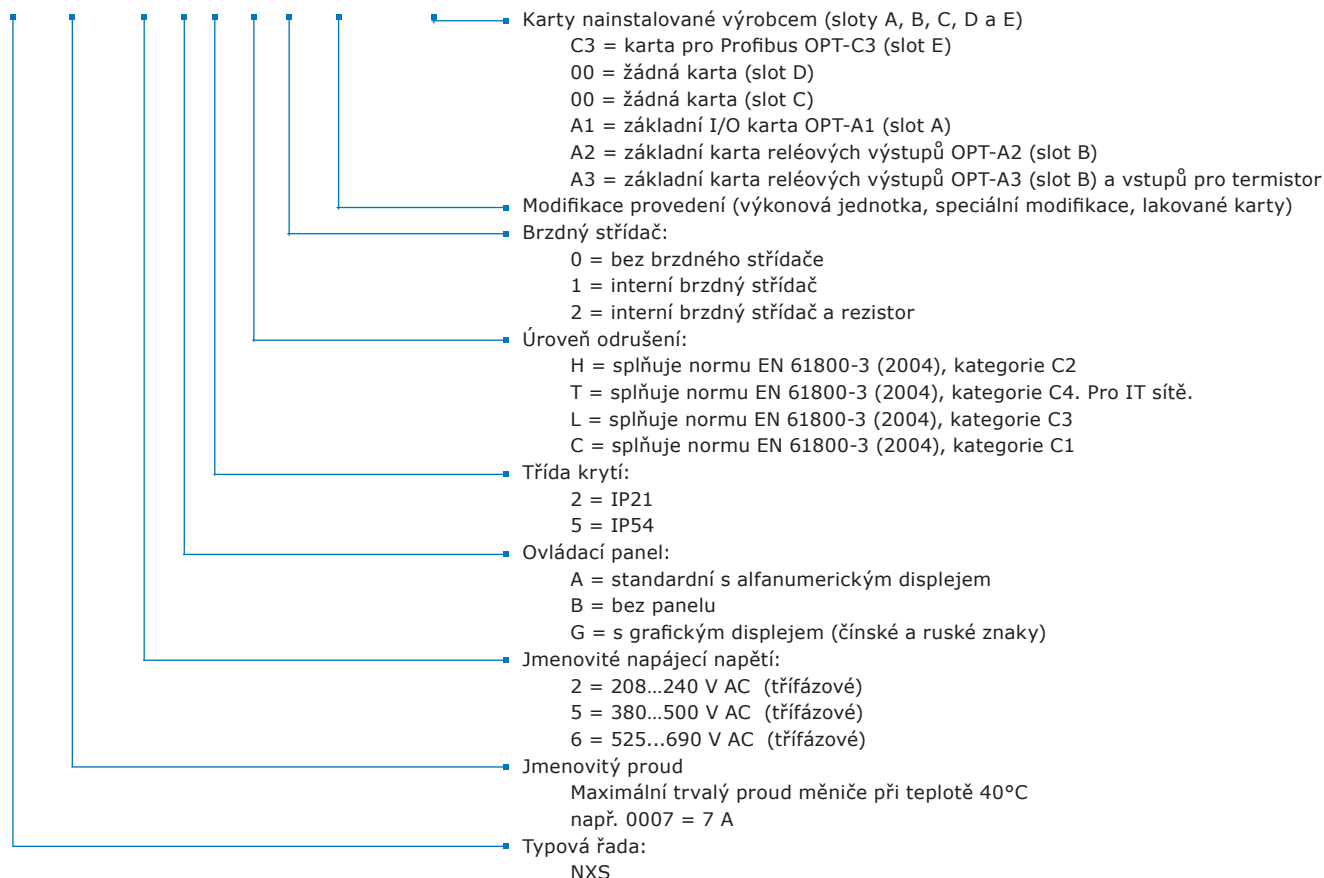 Karty nainstalované výrobcem (sloty A, B, C, D a E)
C3 = karta pro Profibus OPT-C3 (slot E)
00 = žádná karta (slot D)
00 = žádná karta (slot C)
A1 = základní I/O karta OPT-A1 (slot A)
A2 = základní karta reléových výstupů OPT-A2 (slot B)
A3 = základní karta reléových výstupů OPT-A3 (slot B) a vstupů pro termistor
Modifikace provedení (výkonová jednotka, speciální modifikace, lakované karty)
Brzdný střídač:
0 = bez brzdného střídače
1 = interní brzdný střídač
2 = interní brzdný střídač a rezistor
Úroveň odrušení:
H = splňuje normu EN 61800-3 (2004), kategorie C2
T = splňuje normu EN 61800-3 (2004), kategorie C4. Pro IT sítě.
L = splňuje normu EN 61800-3 (2004), kategorie C3
C = splňuje normu EN 61800-3 (2004), kategorie C1
Třída krytí:
2 = IP21
5 = IP54
Ovládací panel:
A = standardní s alfanumerickým displejem
B = bez panelu
G = s grafickým displejem (čínské a ruské znaky)
Jmenovité napájecí napětí:
2 = 208…240 V AC (třífázové)
5 = 380…500 V AC (třífázové)
6 = 525...690 V AC (třífázové)
Jmenovitý proud
Maximální trvalý proud měniče při teplotě 40°C
např. 0007 = 7 A
Typová řada:
NXS